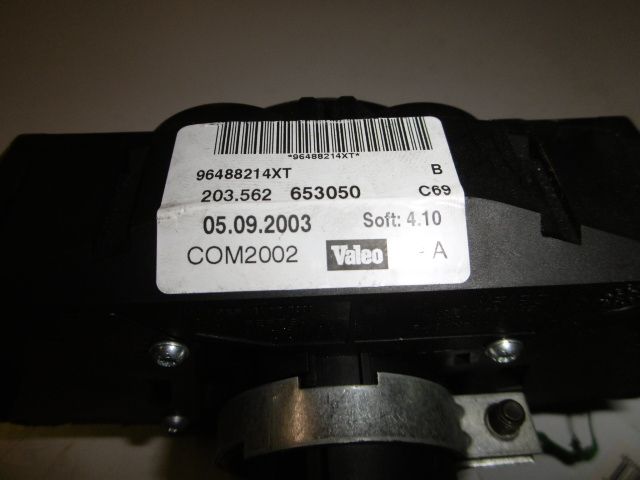 *96488214XT*
96488214XT B
203.562 653050 C69
05.09.2003 Soft: 4.10
COM2002 Valeo - A